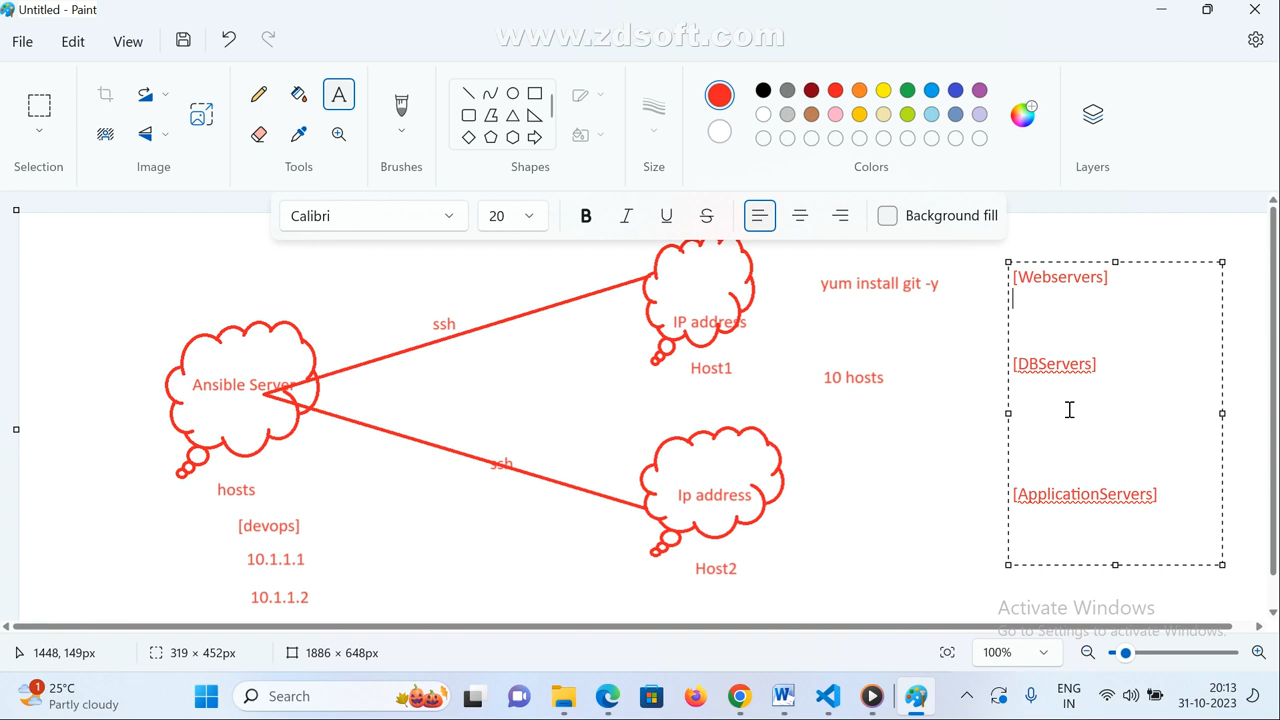 Untitled - Paint
www.zdsoft.com
File Edit View
Selection Image Tools Brushes Shapes Size Colors Layers
Calibri 20 B I U S Background fill
[Webservers]
yum install git -y
ssh
IP address
Host1
[DBServers]
10 hosts
Ansible Server
ssh
hosts
Ip address
[ApplicationServers]
[devops]
10.1.1.1
Host2
10.1.1.2
Activate Windows
Go to Settings to activate Windows.
1448, 149px 319 × 452px 1886 × 648px 100%
1 25°C
Partly cloudy
Search
ENG
IN
20:13
31-10-2023